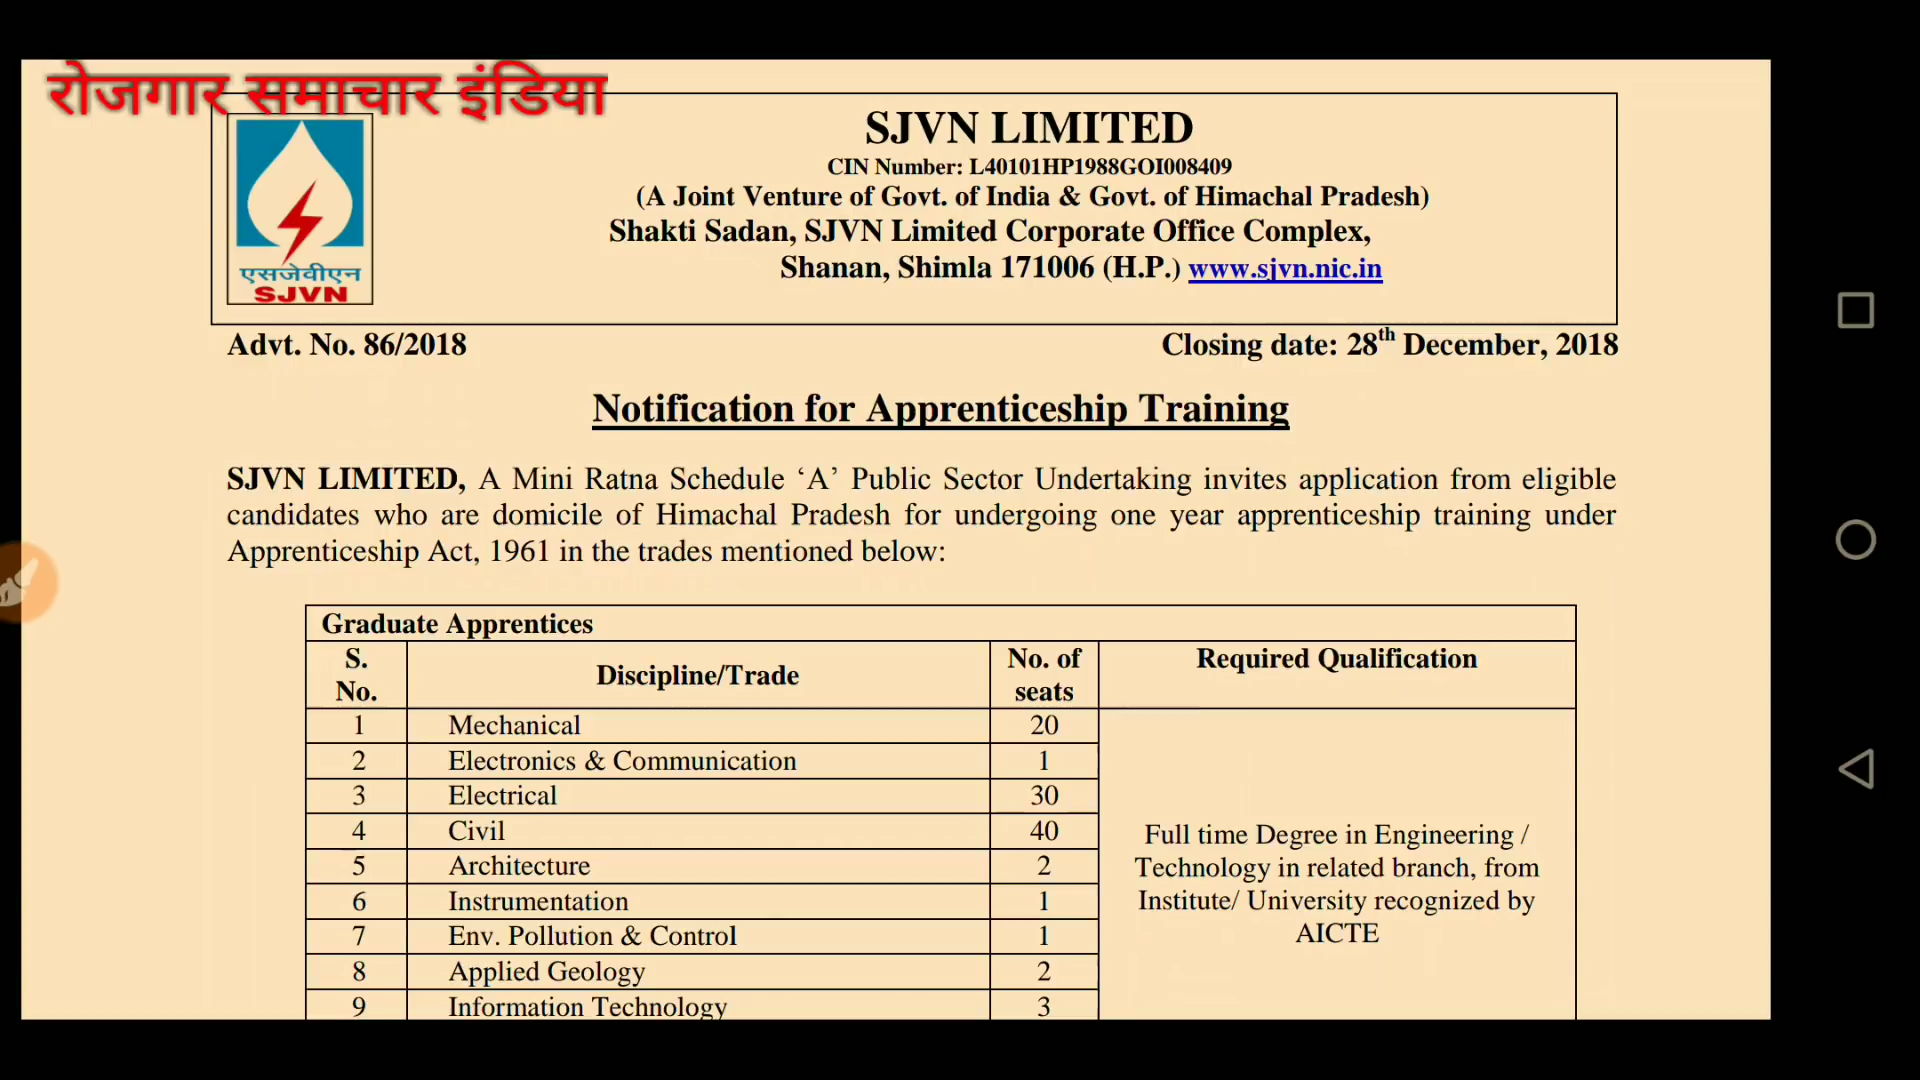 रोजगार समाचार इंडिया
एसजेवीएन
SJVN
SJVN LIMITED
CIN Number: L40101HP1988GOI008409
(A Joint Venture of Govt. of India & Govt. of Himachal Pradesh)
Shakti Sadan, SJVN Limited Corporate Office Complex,
Shanan, Shimla 171006 (H.P.) www.sjvn.nic.in
Advt. No. 86/2018 Closing date: 28th December, 2018
Notification for Apprenticeship Training
SJVN LIMITED, A Mini Ratna Schedule ‘A’ Public Sector Undertaking invites application from eligible
candidates who are domicile of Himachal Pradesh for undergoing one year apprenticeship training under
Apprenticeship Act, 1961 in the trades mentioned below:
Graduate Apprentices
S. No. Discipline/Trade No. of seats Required Qualification
1 Mechanical 20
2 Electronics & Communication 1
3 Electrical 30
4 Civil 40
5 Architecture 2
6 Instrumentation 1
7 Env. Pollution & Control 1
8 Applied Geology 2
9 Information Technology 3
Full time Degree in Engineering /
Technology in related branch, from
Institute/ University recognized by
AICTE